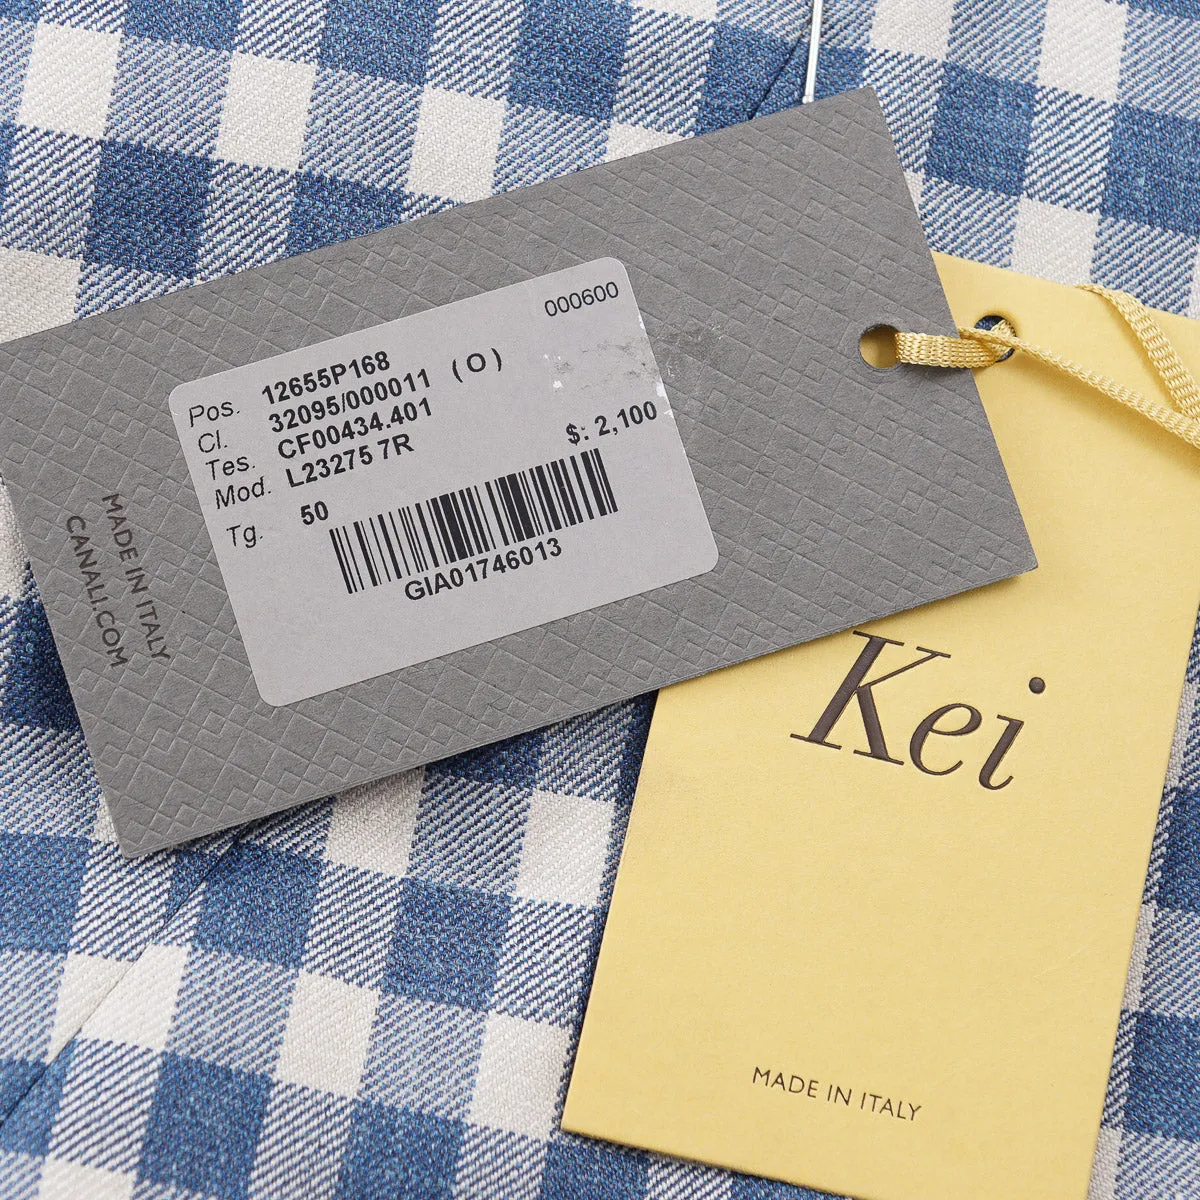 000600
Pos. 12655P168
Cl. 32095/000011 (O)
Tes. CF00434.401
Mod. L23275 7R
$: 2,100
Tg. 50
GIA01746013
MADE IN ITALY
CANALI.COM
Kei
MADE IN ITALY